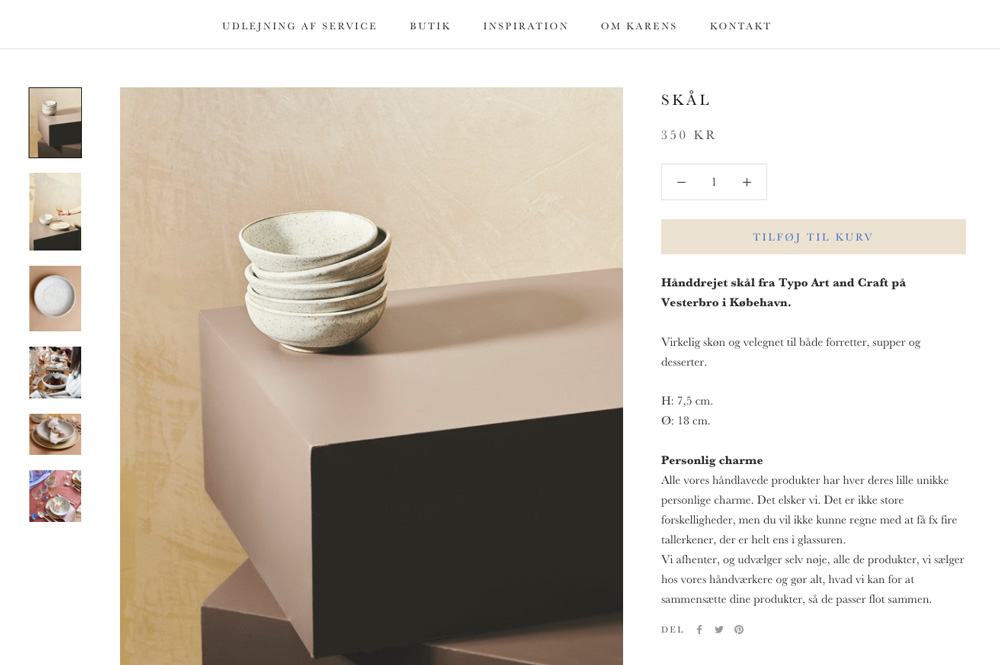 UDLEJNING AF SERVICE BUTIK INSPIRATION OM KARENS KONTAKT
SKÅL
350 KR
1
TILFØJ TIL KURV
Hånddrejet skål fra Typo Art and Craft på
Vesterbro i Købehavn.
Virkelig skøn og velegnet til både forretter, supper og
desserter.
H: 7,5 cm.
Ø: 18 cm.
Personlig charme
Alle vores håndlavede produkter har hver deres lille unikke
personlige charme. Det elsker vi. Det er ikke store
forskelligheder, men du vil ikke kunne regne med at få fx fire
tallerkener, der er helt ens i glassuren.
Vi afhenter, og udvælger selv nøje, alle de produkter, vi sælger
hos vores håndværkere og gør alt, hvad vi kan for at
sammensætte dine produkter, så de passer flot sammen.
DEL